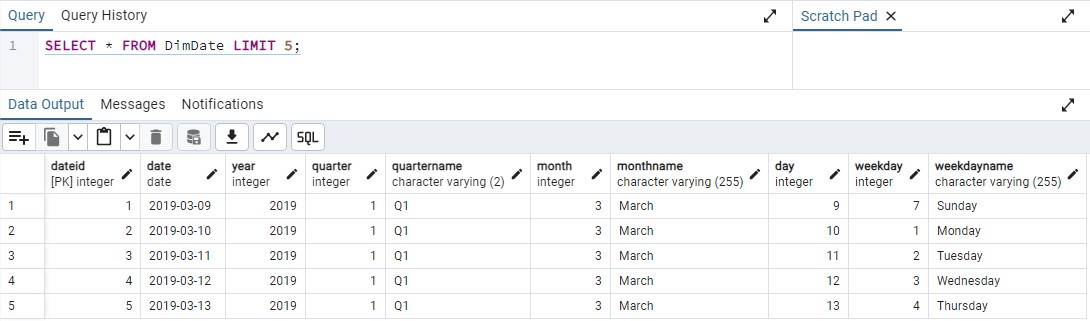 Query Query History Scratch Pad
1 SELECT * FROM DimDate LIMIT 5;
Data Output Messages Notifications
SQL
dateid date year quarter quartername month monthname day weekday weekdayname
[PK] integer date integer integer character varying (2) integer character varying (255) integer integer character varying (255)
1 1 2019-03-09 2019 1 Q1 3 March 9 7 Sunday
2 2 2019-03-10 2019 1 Q1 3 March 10 1 Monday
3 3 2019-03-11 2019 1 Q1 3 March 11 2 Tuesday
4 4 2019-03-12 2019 1 Q1 3 March 12 3 Wednesday
5 5 2019-03-13 2019 1 Q1 3 March 13 4 Thursday